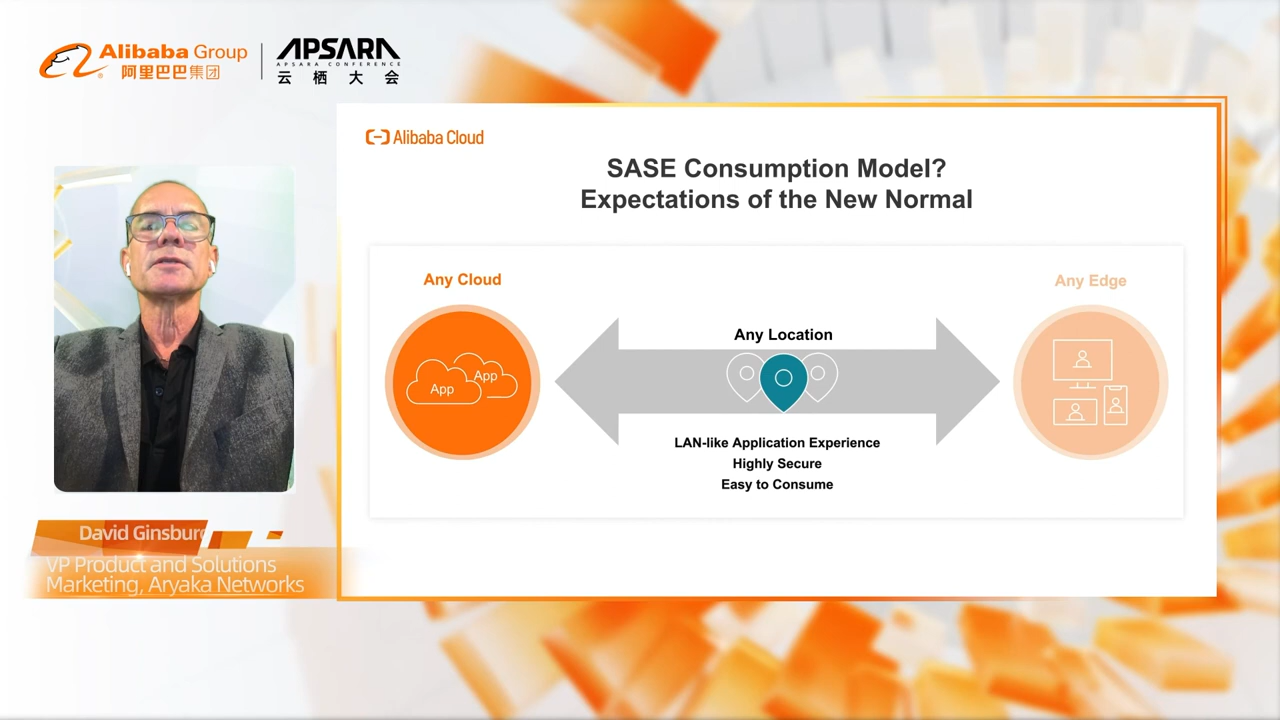 Alibaba Group
阿里巴巴集团
APSARA
APSARA CONFERENCE
云栖大会
Alibaba Cloud
SASE Consumption Model?
Expectations of the New Normal
Any Cloud
App
App
Any Location
LAN-like Application Experience
Highly Secure
Easy to Consume
Any Edge
David Ginsburg
VP Product and Solutions
Marketing, Aryaka Networks